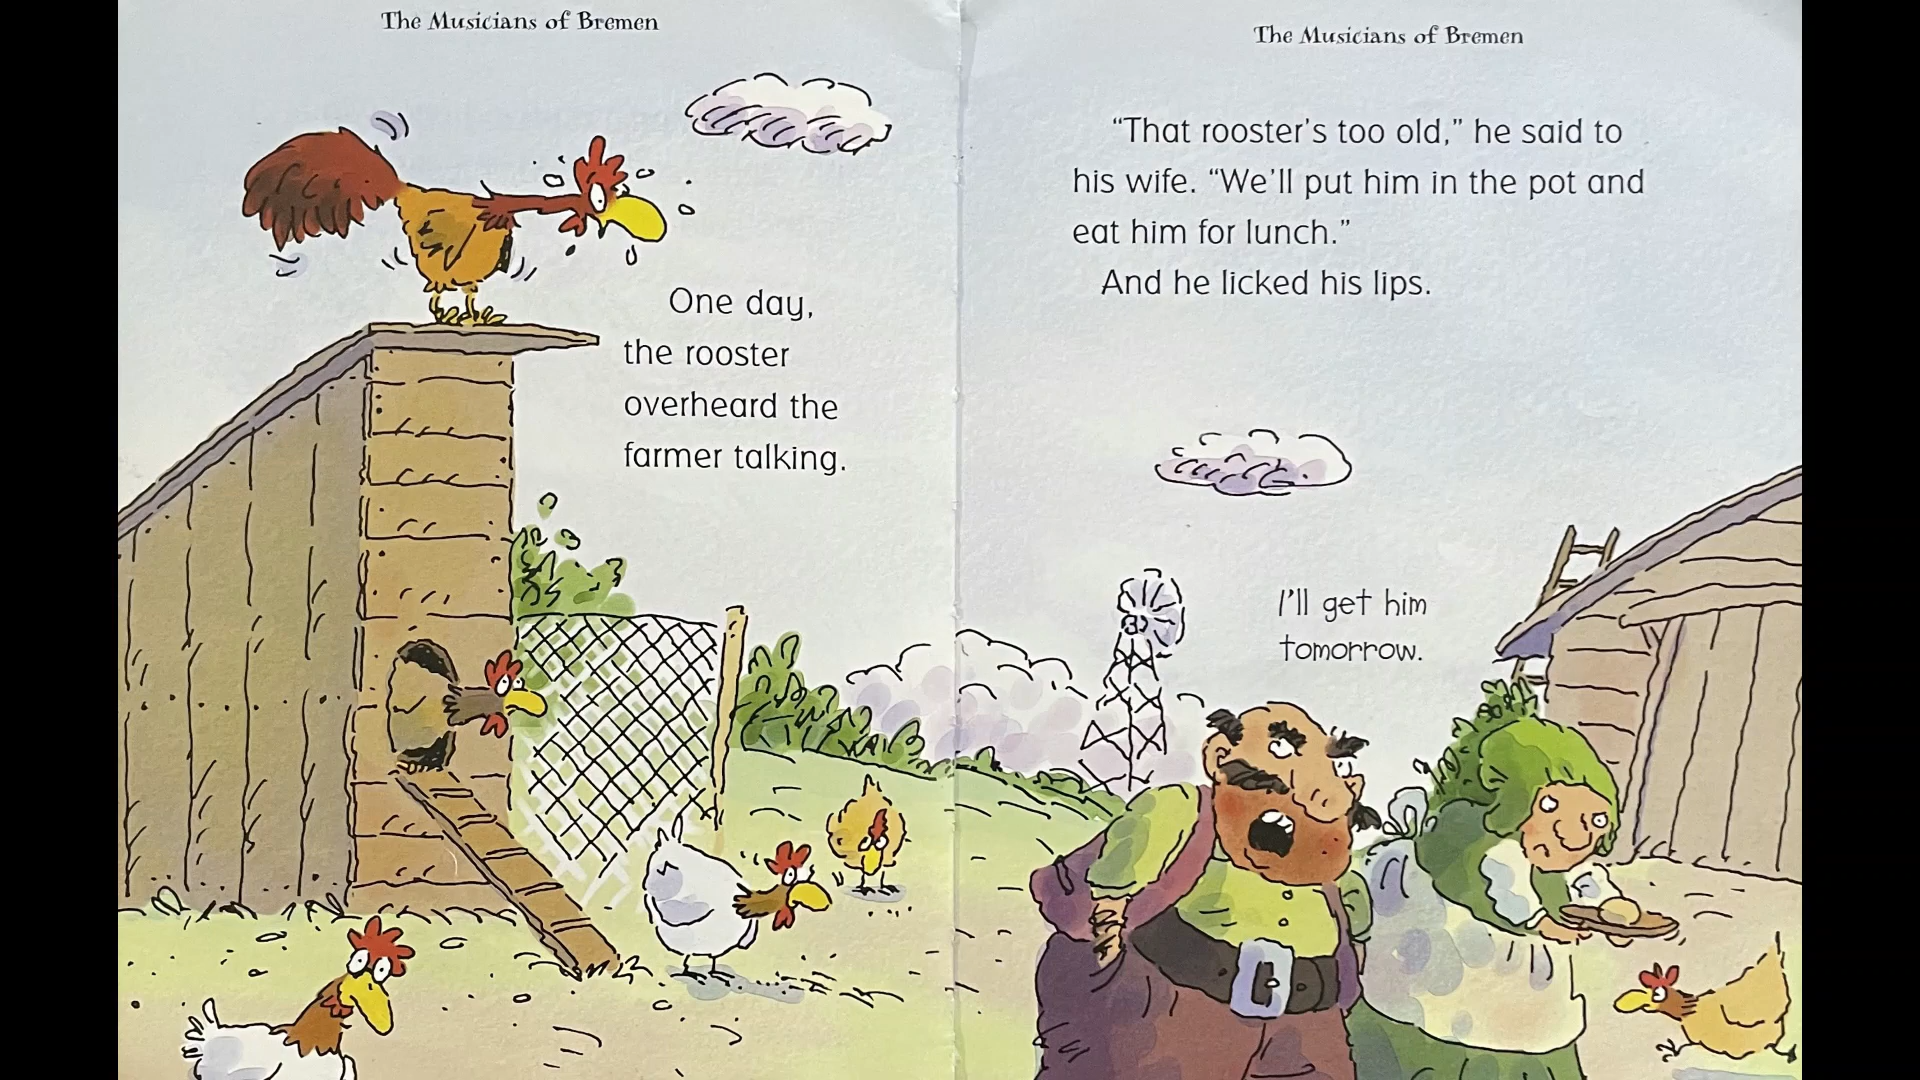 The Musicians of Bremen
One day,
the rooster
overheard the
farmer talking.
The Musicians of Bremen
“That rooster’s too old,” he said to
his wife. “We’ll put him in the pot and
eat him for lunch.”
And he licked his lips.
I’ll get him
tomorrow.